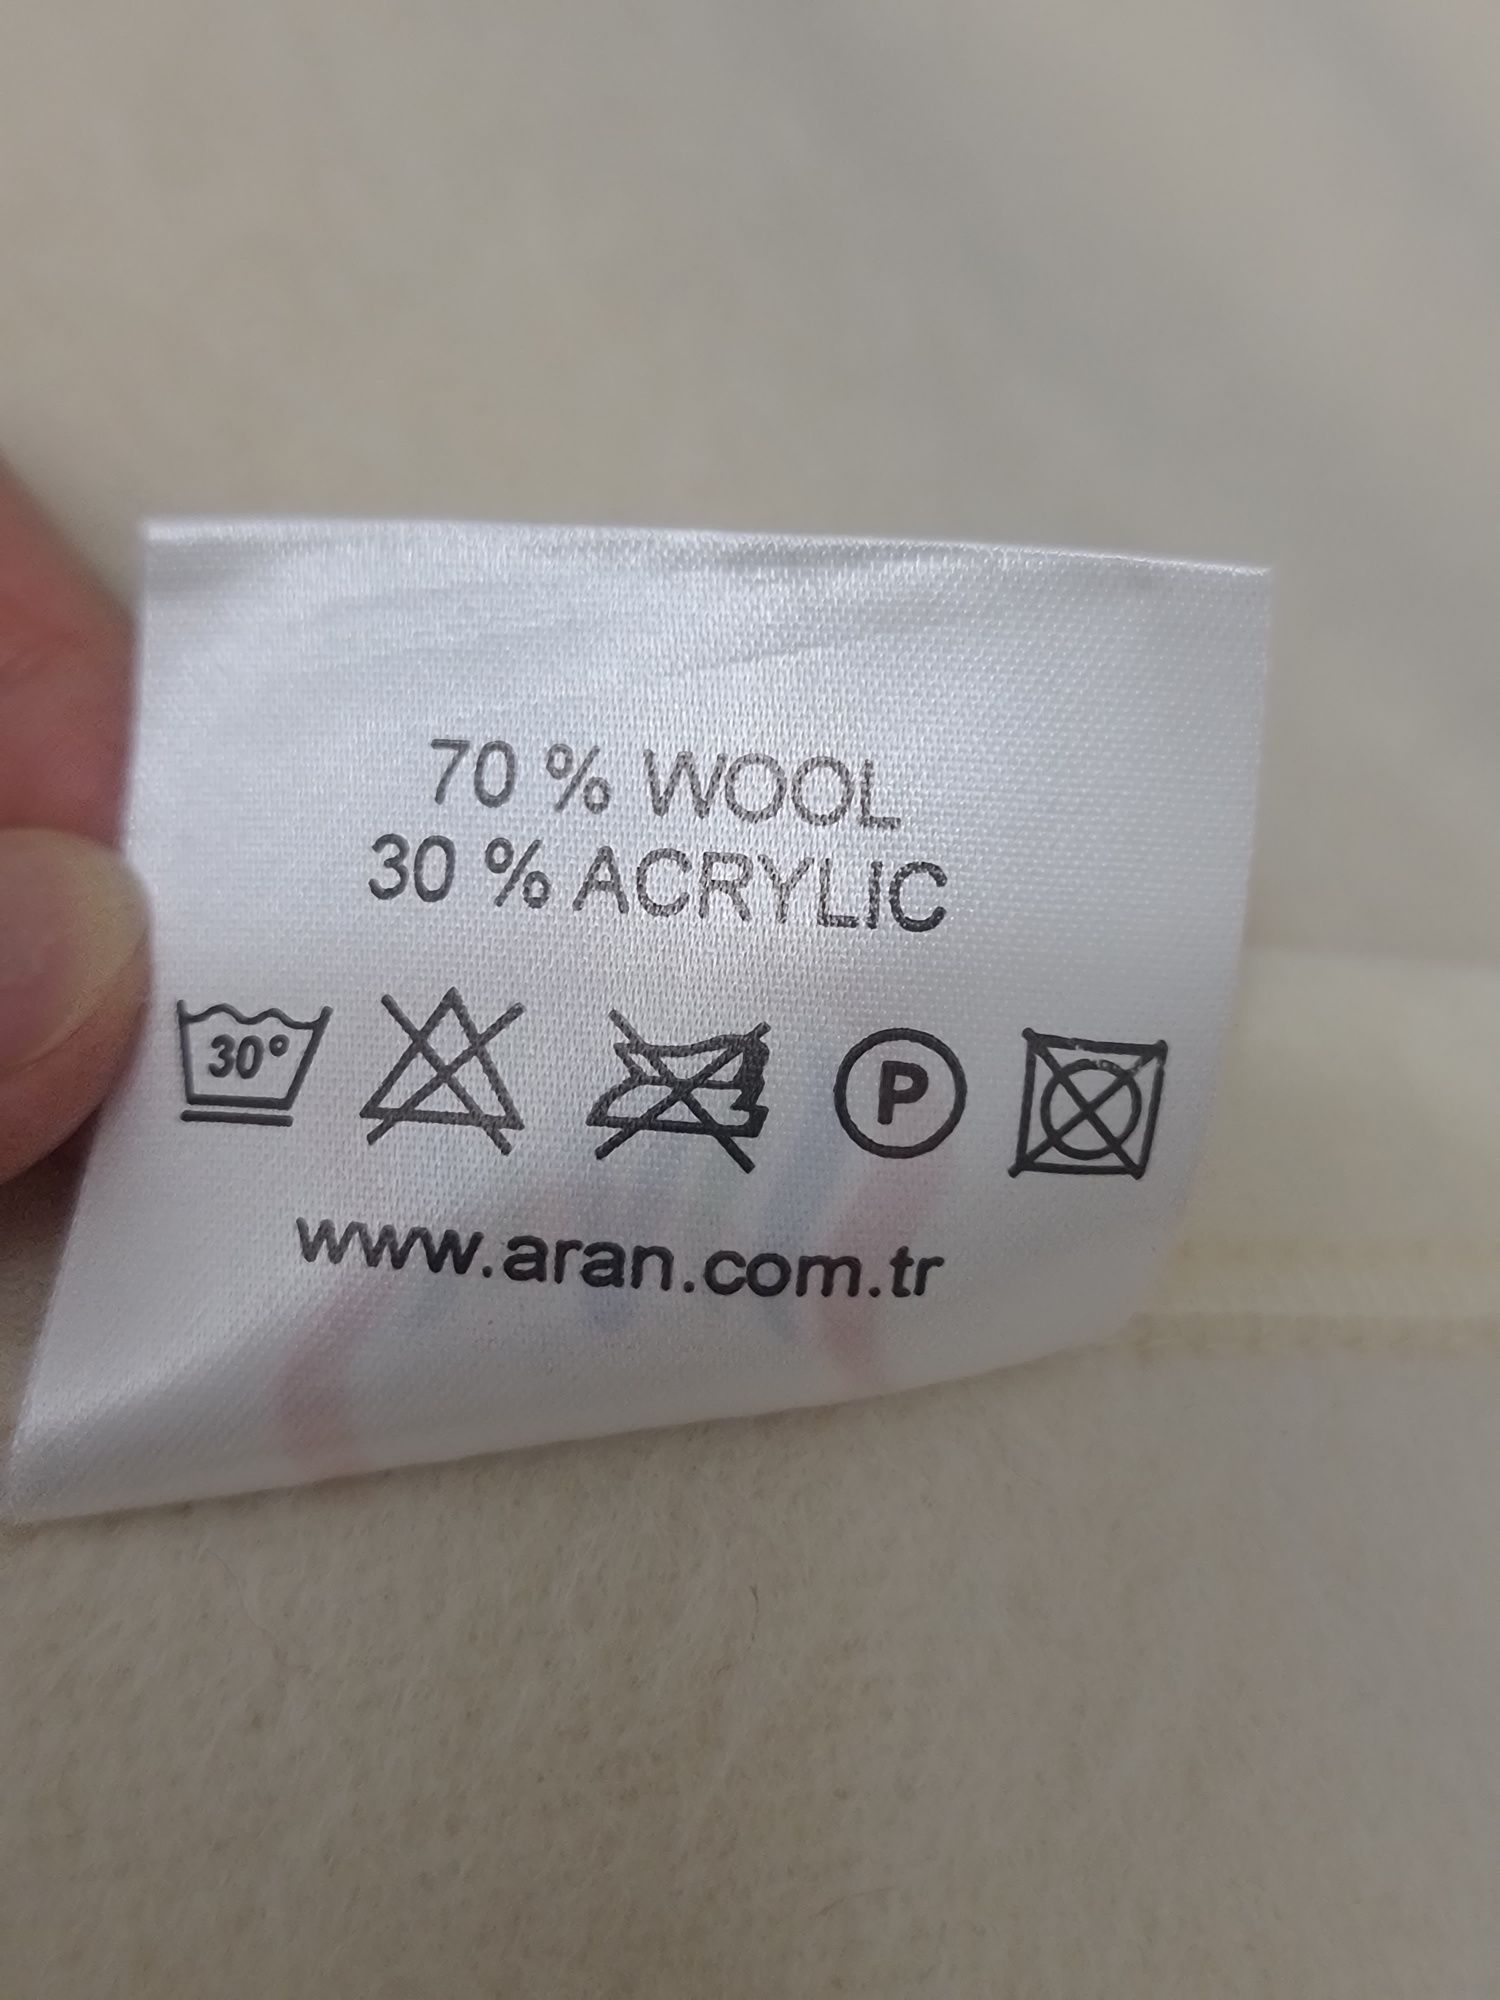 70 % WOOL
30 % ACRYLIC
30°
P
www.aran.com.tr